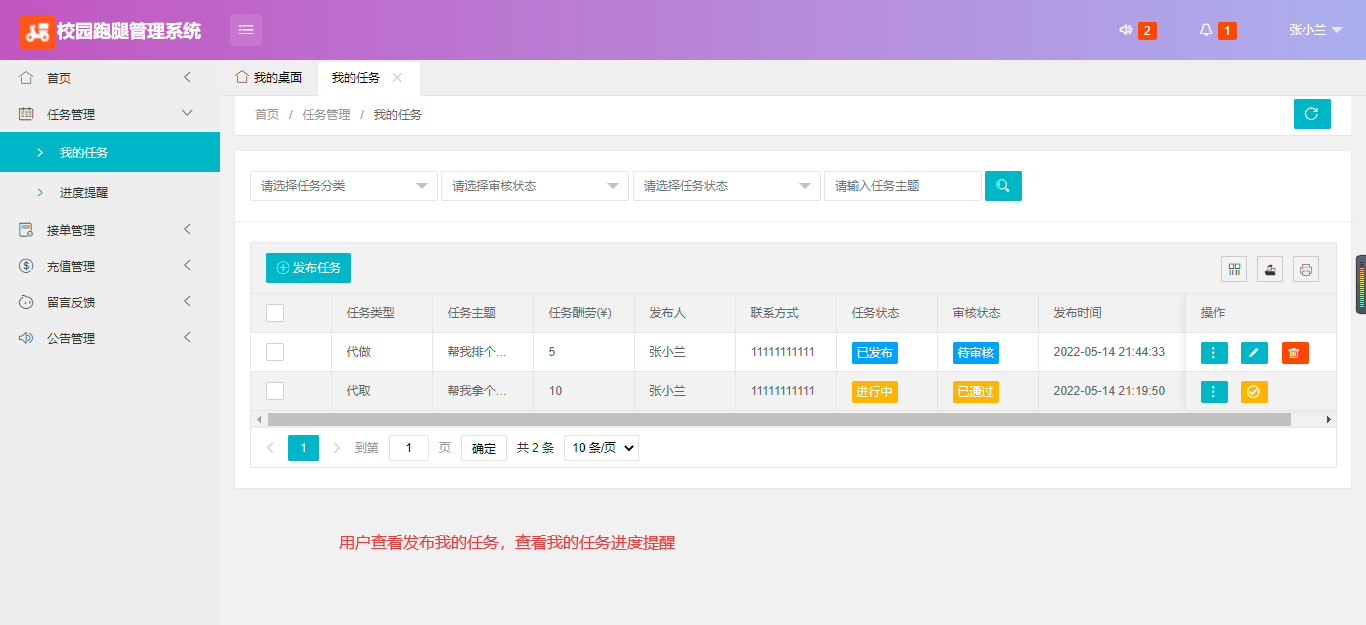 校园跑腿管理系统
2
1
张小兰
首页
任务管理
我的任务
进度提醒
接单管理
充值管理
留言反馈
公告管理
我的桌面
我的任务
首页 / 任务管理 / 我的任务
请选择任务分类 请选择审核状态 请选择任务状态 请输入任务主题
发布任务
任务类型 任务主题 任务酬劳(¥) 发布人 联系方式 任务状态 审核状态 发布时间 操作
代做 帮我排个... 5 张小兰 11111111111 已发布 待审核 2022-05-14 21:44:33
代取 帮我拿个... 10 张小兰 11111111111 进行中 已通过 2022-05-14 21:19:50
1 到第 1 页 确定 共 2 条 10 条/页
用户查看发布我的任务，查看我的任务进度提醒